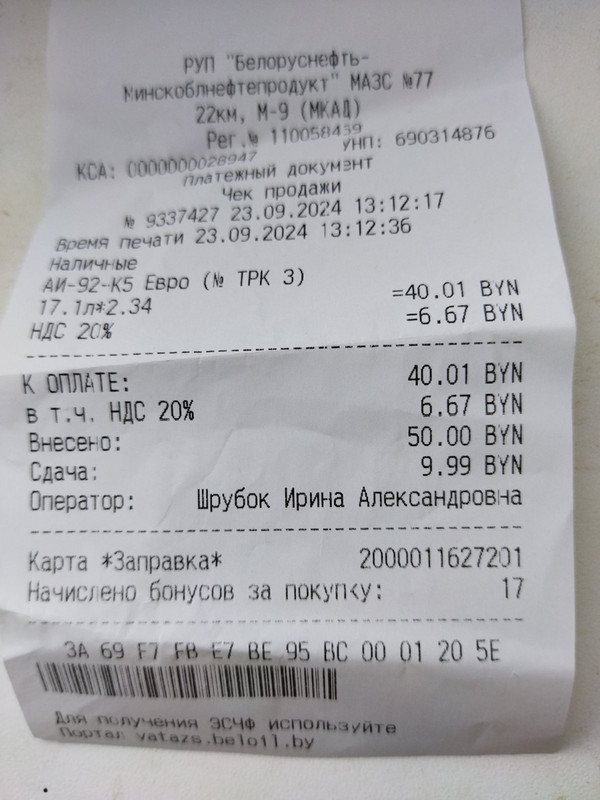 РУП "Белоруснефть-
Минскоблнефтепродукт" МАЗС №77
22км, М-9 (МКАД)
Рег.№ 110058459
УНП: 690314876
КСА: 0000000028947
Платежный документ
Чек продажи
№ 9337427 23.09.2024 13:12:17
Время печати 23.09.2024 13:12:36
Наличные
АИ-92-К5 Евро (№ ТРК 3)
17.1л*2.34 =40.01 BYN
НДС 20% =6.67 BYN
К ОПЛАТЕ: 40.01 BYN
в т.ч. НДС 20% 6.67 BYN
Внесено: 50.00 BYN
Сдача: 9.99 BYN
Оператор: Шрубок Ирина Александровна
Карта *Заправка* 2000011627201
Начислено бонусов за покупку: 17
3A 69 F7 FB E7 BE 95 BC 00 01 20 5E
Для получения ЭСЧФ используйте
Портал vatazs.beloil.by